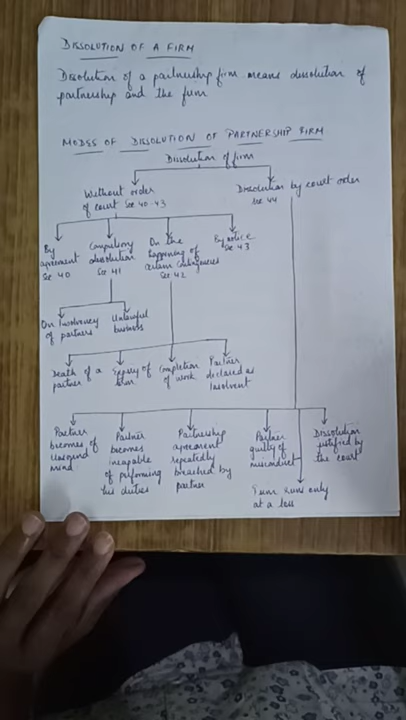 DISSOLUTION OF A FIRM
Dissolution of a partnership firm means dissolution of
partnership and the firm
MODES OF DISSOLUTION OF PARTNERSHIP FIRM
Dissolution of firm
Without order
of court Sec 40-43
Dissolution by court order
Sec 44
By
agreement
Sec 40
Compulsory
dissolution
Sec 41
On the
happening of
certain contingencies
Sec 42
By notice
Sec 43
On Insolvency
of partners
Unlawful
business
Death of a
partner
Expiry of
Completion
of work
Partner
declared as
Insolvent
Partner
becomes of
unsound
mind
Partner
becomes
incapable
of performing
his duties
Partnership
agreement
repeatedly
breached by
partner
Partner
guilty of
misconduct
Dissolution
justified by
the court
Firm runs only
at a loss